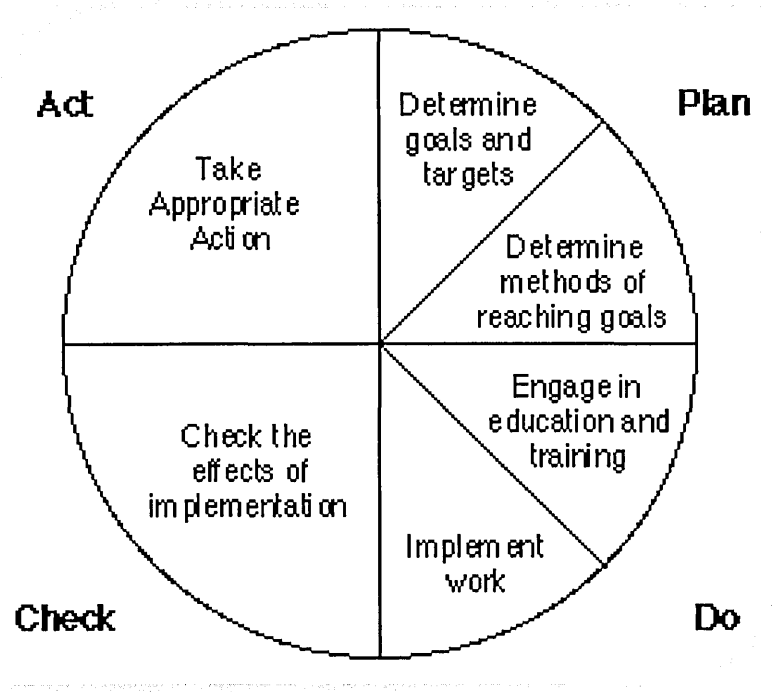 Act
Plan
Determine
goals and
targets
Take
Appropriate
Action
Determine
methods of
reaching goals
Engage in
education and
training
Check the
effects of
implementation
Implement
work
Check
Do